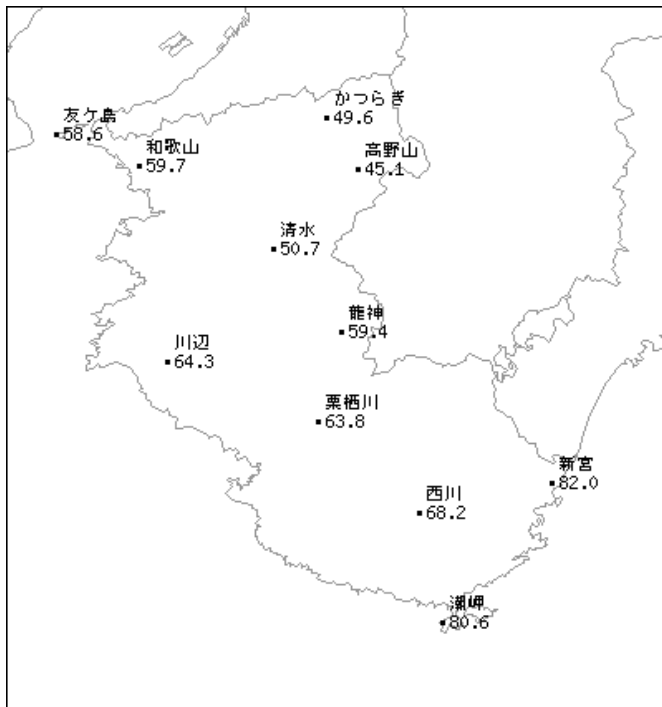 かつらぎ
49.6
友ケ島
58.6
和歌山
59.7
高野山
45.1
清水
50.7
龍神
59.4
川辺
64.3
栗栖川
63.8
新宮
82.0
西川
68.2
潮岬
80.6